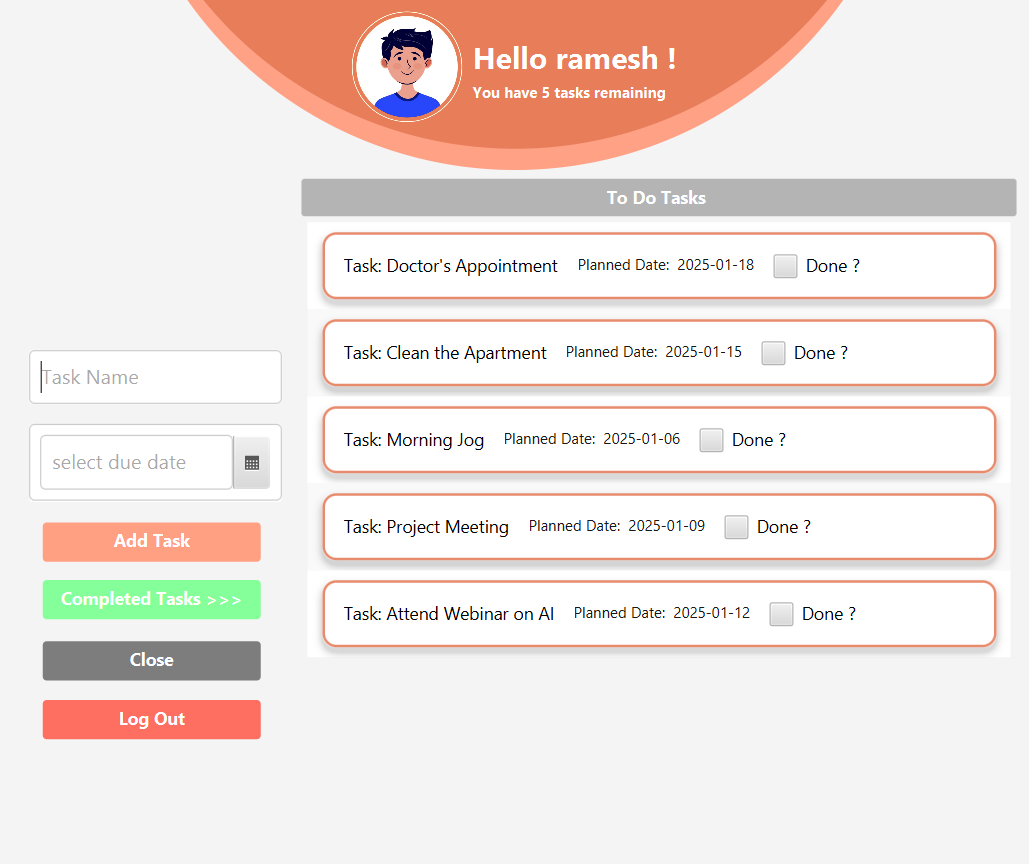 Hello ramesh !
You have 5 tasks remaining
To Do Tasks
Task: Doctor's Appointment Planned Date: 2025-01-18 Done ?
Task: Clean the Apartment Planned Date: 2025-01-15 Done ?
Task: Morning Jog Planned Date: 2025-01-06 Done ?
Task: Project Meeting Planned Date: 2025-01-09 Done ?
Task: Attend Webinar on AI Planned Date: 2025-01-12 Done ?
Task Name
select due date
Add Task
Completed Tasks >>>
Close
Log Out